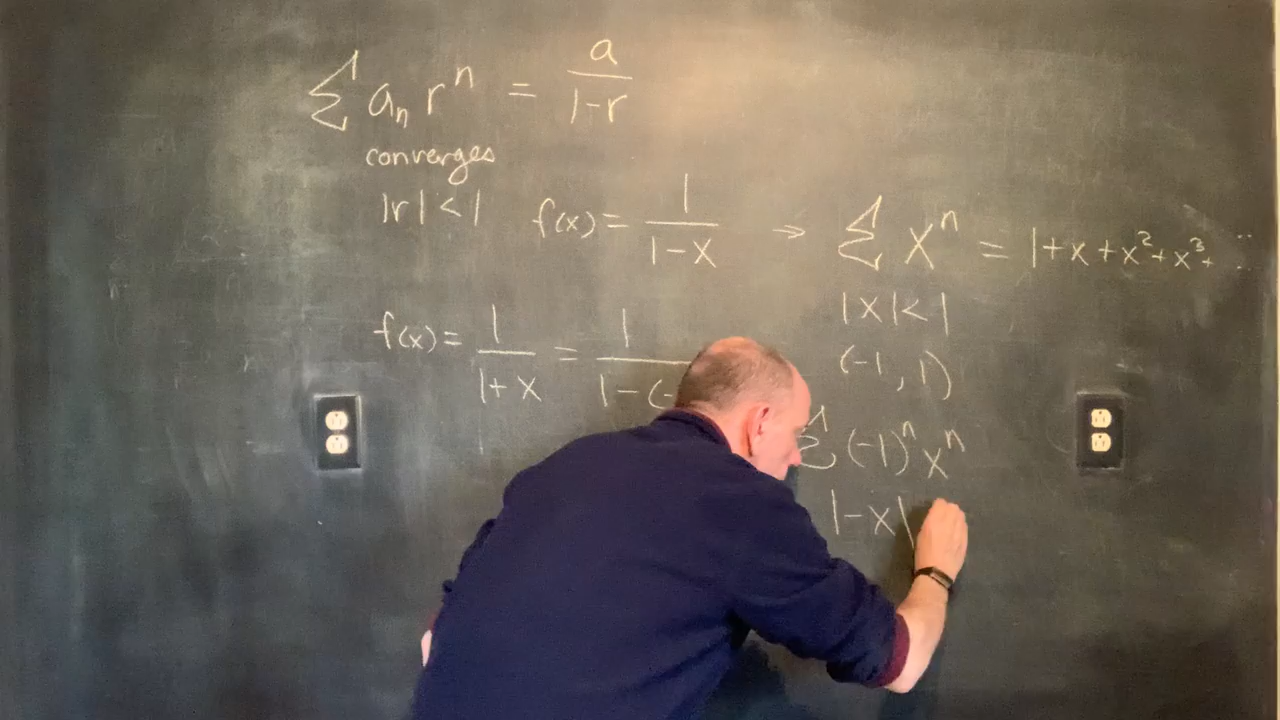 Σ aₙ rⁿ = a/(1-r)
converges
|r| < 1
f(x) = 1/(1-x) → Σ xⁿ = 1 + x + x² + x³ + ...
|x| < 1
(-1, 1)
f(x) = 1/(1+x) = 1/(1-(-
Σ (-1)ⁿ xⁿ
|-x|